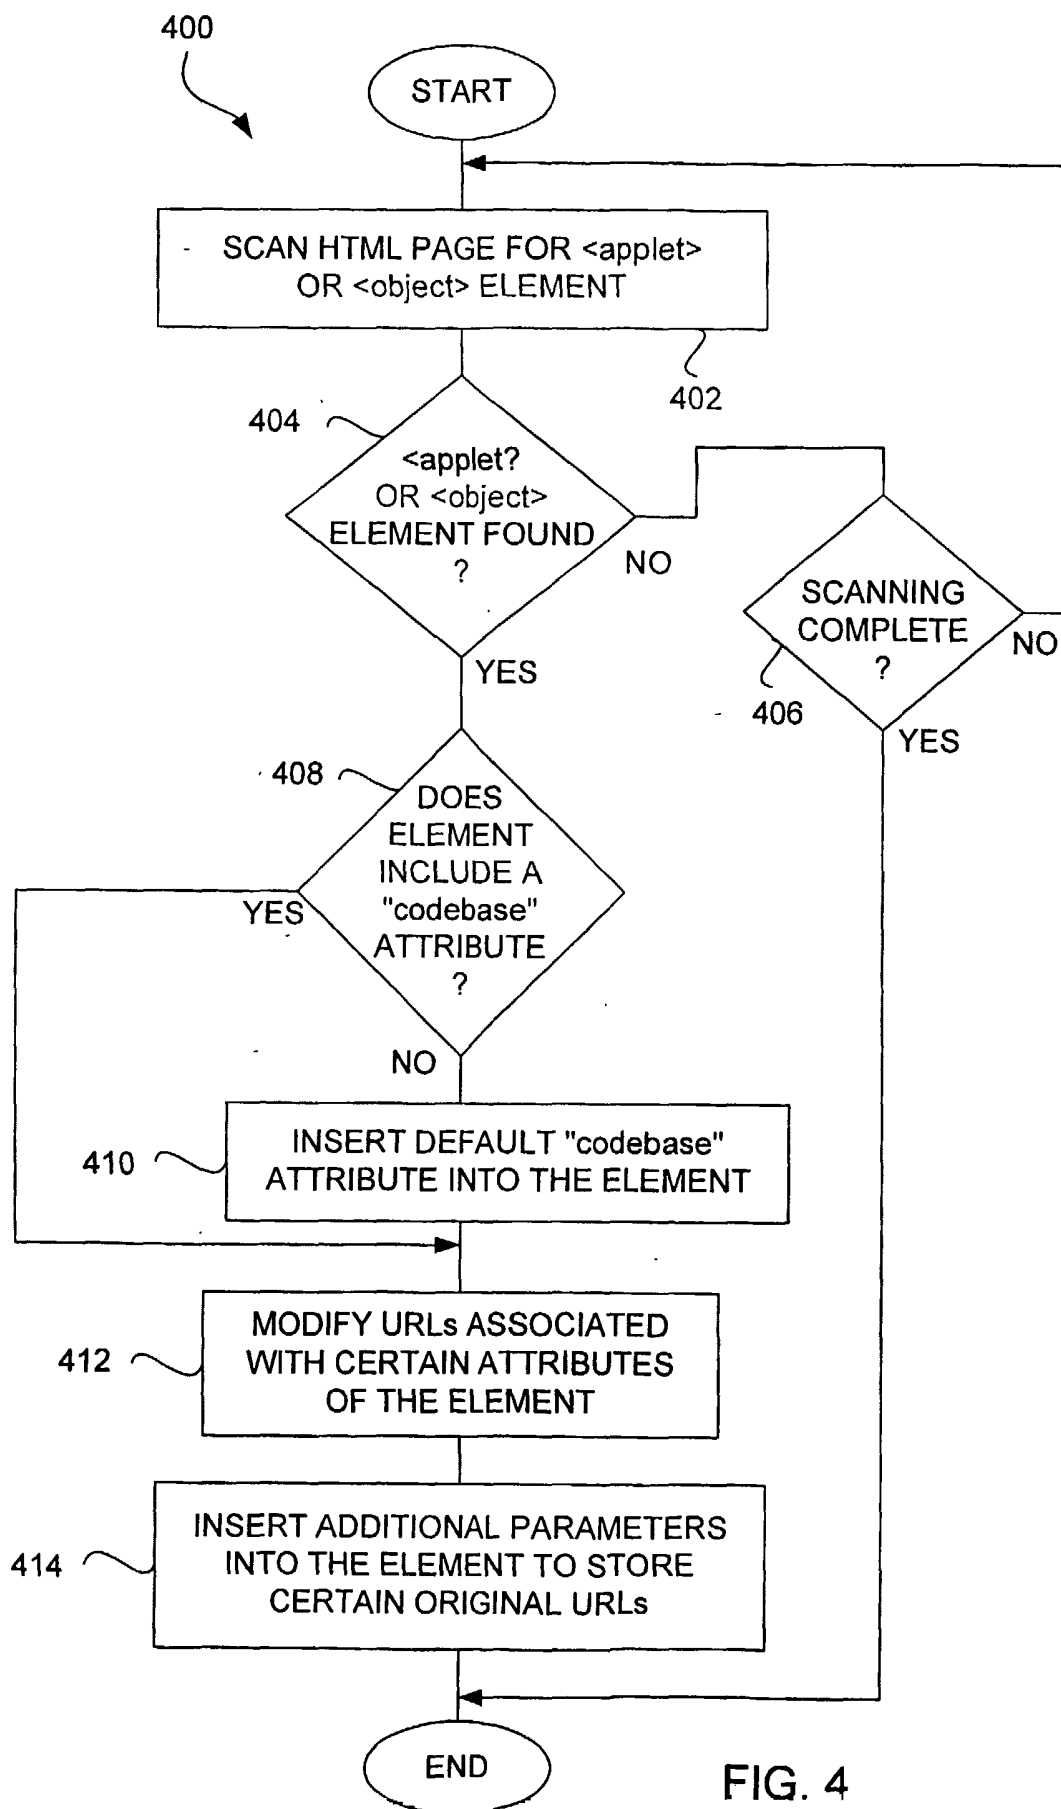 400
START
SCAN HTML PAGE FOR <applet>
OR <object> ELEMENT
402
404
<applet?
OR <object>
ELEMENT FOUND
?
NO
YES
SCANNING
COMPLETE
?
NO
406
YES
408
DOES
ELEMENT
INCLUDE A
"codebase"
ATTRIBUTE
?
YES
NO
410
INSERT DEFAULT "codebase"
ATTRIBUTE INTO THE ELEMENT
412
MODIFY URLs ASSOCIATED
WITH CERTAIN ATTRIBUTES
OF THE ELEMENT
414
INSERT ADDITIONAL PARAMETERS
INTO THE ELEMENT TO STORE
CERTAIN ORIGINAL URLs
END
FIG. 4